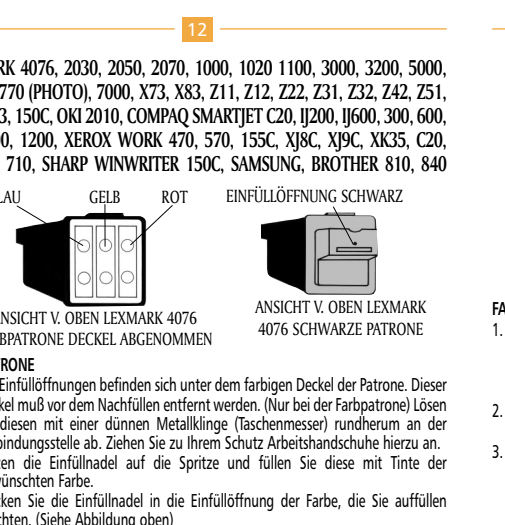 12
RK 4076, 2030, 2050, 2070, 1000, 1020 1100, 3000, 3200, 5000,
770 (PHOTO), 7000, X73, X83, Z11, Z12, Z22, Z31, Z32, Z42, Z51,
3, 150C, OKI 2010, COMPAQ SMARTJET C20, IJ200, IJ600, 300, 600,
0, 1200, XEROX WORK 470, 570, 155C, XJ8C, XJ9C, XK35, C20,
710, SHARP WINWRITER 150C, SAMSUNG, BROTHER 810, 840
LAU GELB ROT EINFÜLLÖFFNUNG SCHWARZ
NSICHT V. OBEN LEXMARK 4076
BPATRONE DECKEL ABGENOMMEN
ANSICHT V. OBEN LEXMARK
4076 SCHWARZE PATRONE
TRONE
Einfüllöffnungen befinden sich unter dem farbigen Deckel der Patrone. Dieser
kel muß vor dem Nachfüllen entfernt werden. (Nur bei der Farbpatrone) Lösen
diesen mit einer dünnen Metallklinge (Taschenmesser) rundherum an der
bindungsstelle ab. Ziehen Sie zu Ihrem Schutz Arbeitshandschuhe hierzu an.
en die Einfüllnadel auf die Spritze und füllen Sie diese mit Tinte der
wünschten Farbe.
cken Sie die Einfüllnadel in die Einfüllöffnung der Farbe, die Sie auffüllen
chten. (Siehe Abbildung oben)
FA
1.
2.
3.